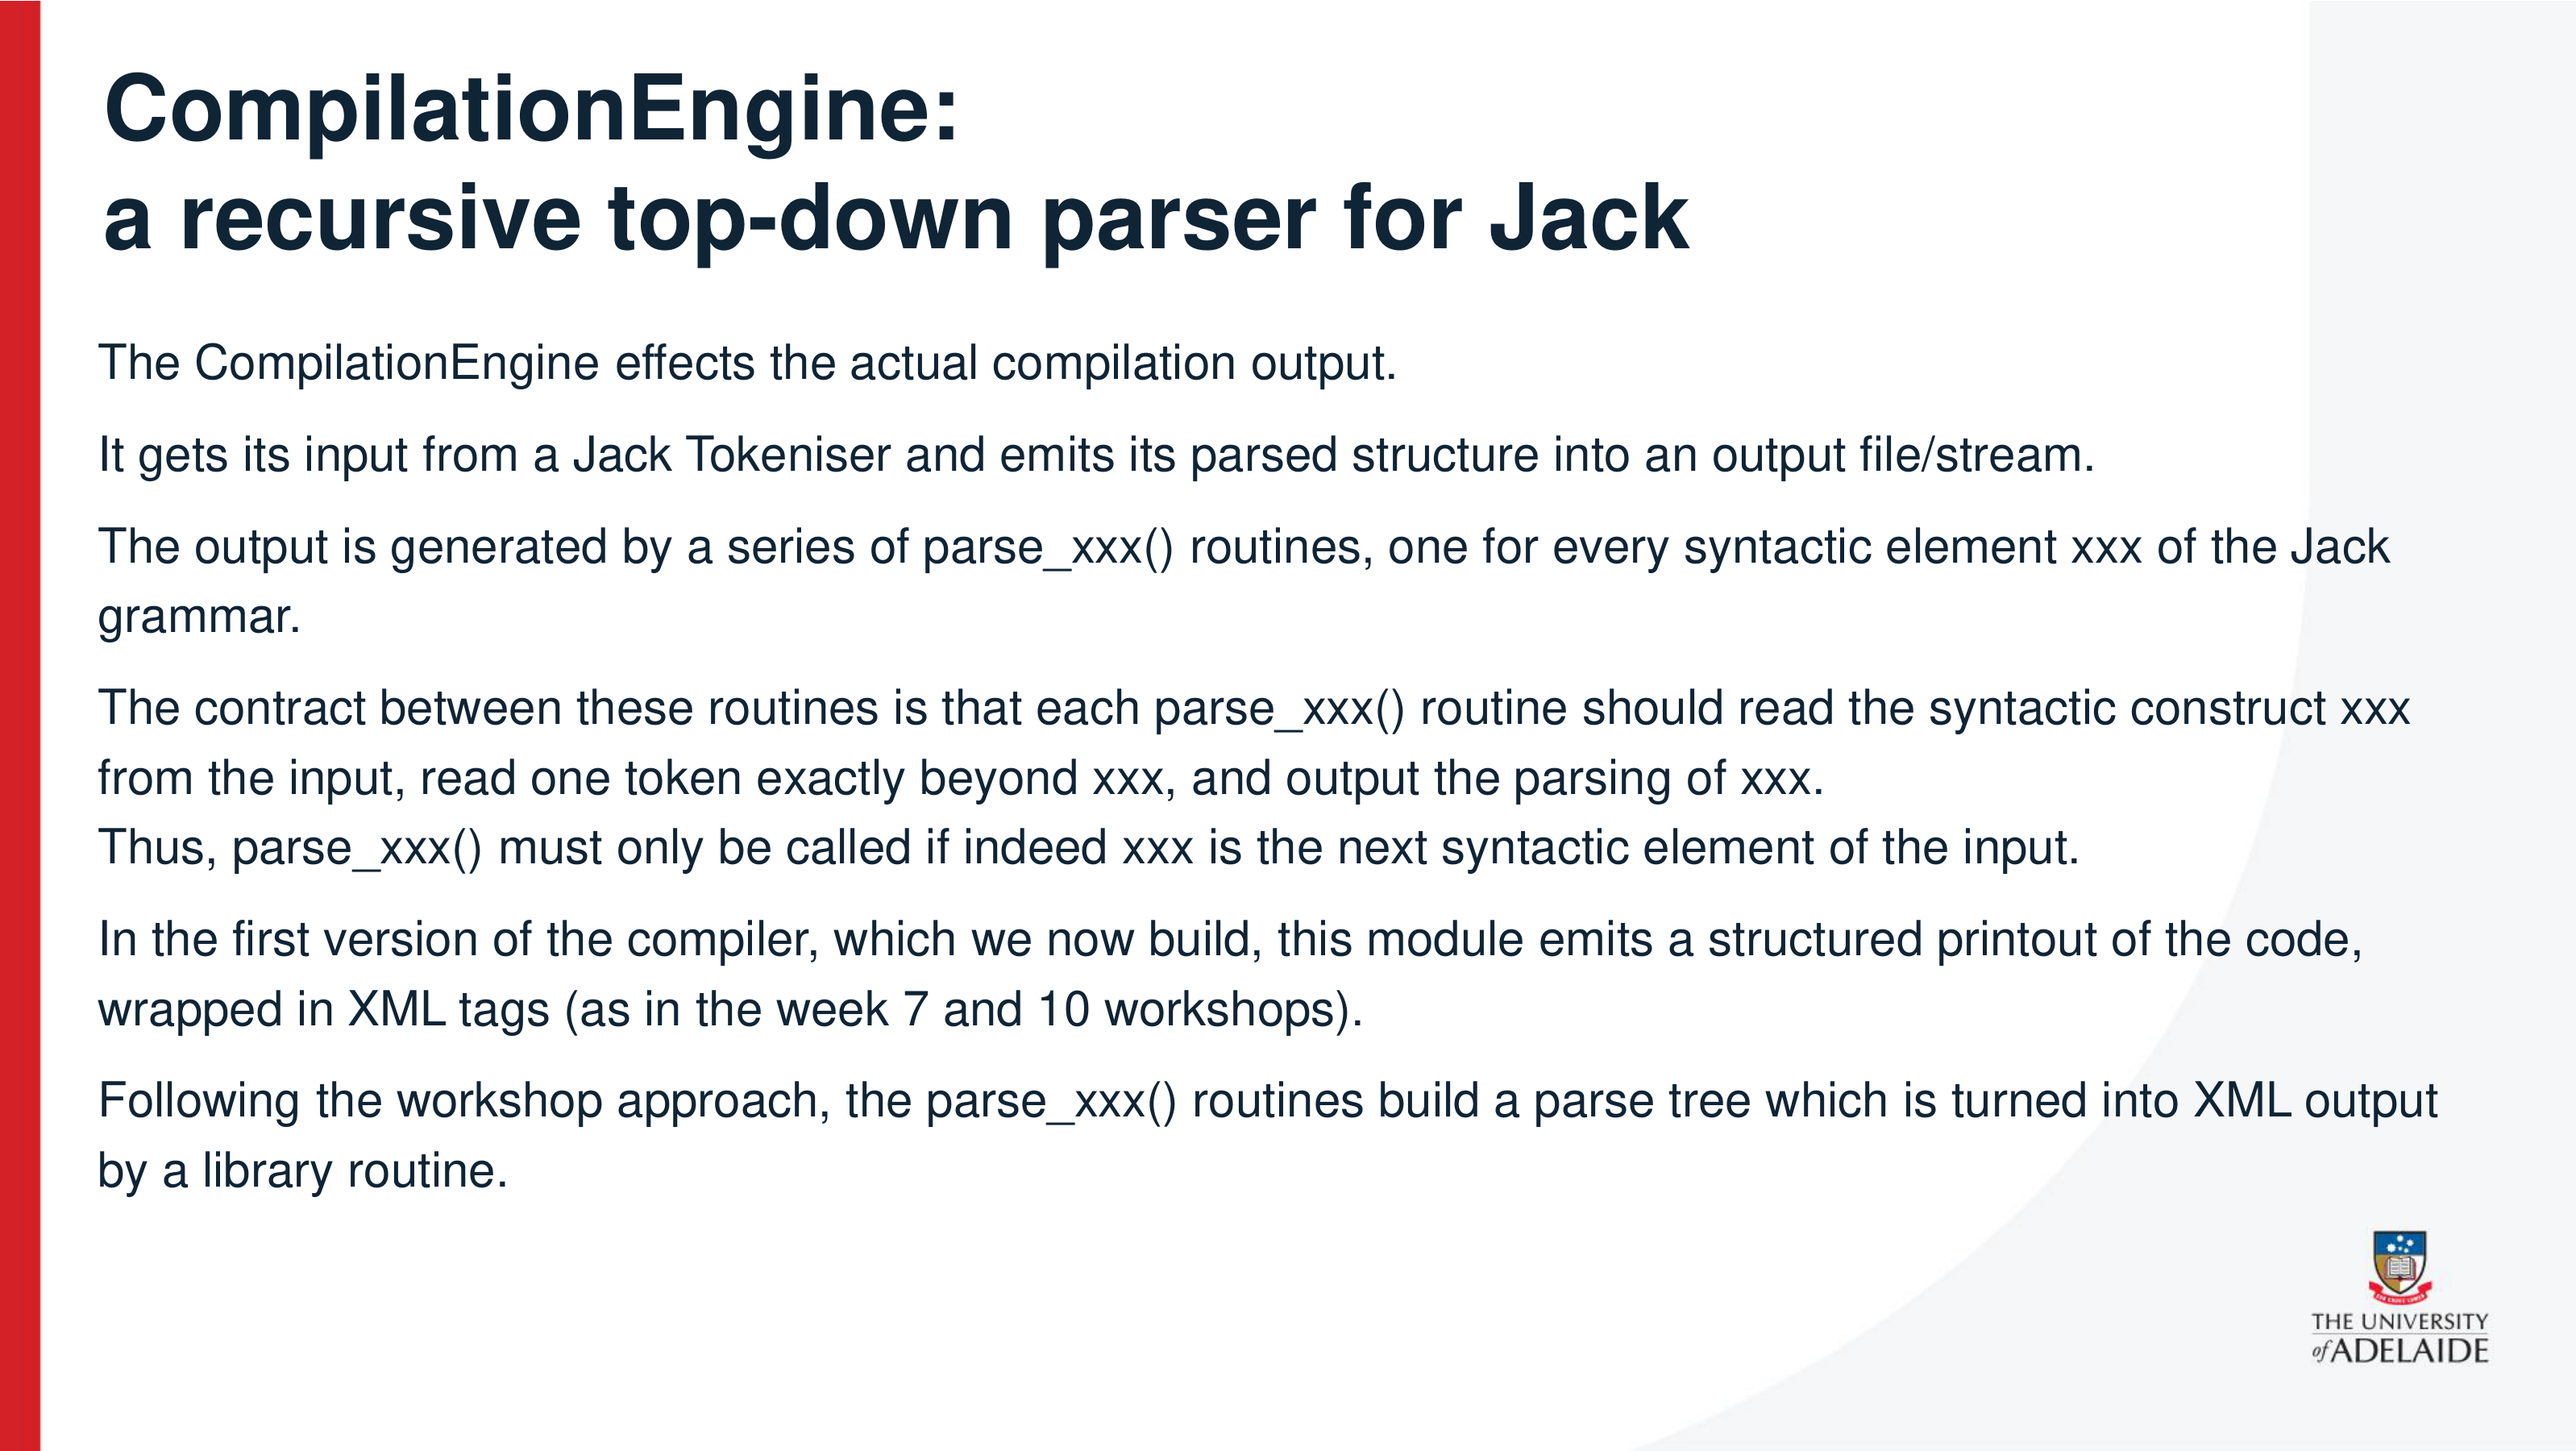 CompilationEngine:
a recursive top-down parser for Jack
The CompilationEngine effects the actual compilation output.
It gets its input from a Jack Tokeniser and emits its parsed structure into an output file/stream.
The output is generated by a series of parse_xxx() routines, one for every syntactic element xxx of the Jack
grammar.
The contract between these routines is that each parse_xxx() routine should read the syntactic construct xxx
from the input, read one token exactly beyond xxx, and output the parsing of xxx.
Thus, parse_xxx() must only be called if indeed xxx is the next syntactic element of the input.
In the first version of the compiler, which we now build, this module emits a structured printout of the code,
wrapped in XML tags (as in the week 7 and 10 workshops).
Following the workshop approach, the parse_xxx() routines build a parse tree which is turned into XML output
by a library routine.
THE UNIVERSITY
of ADELAIDE